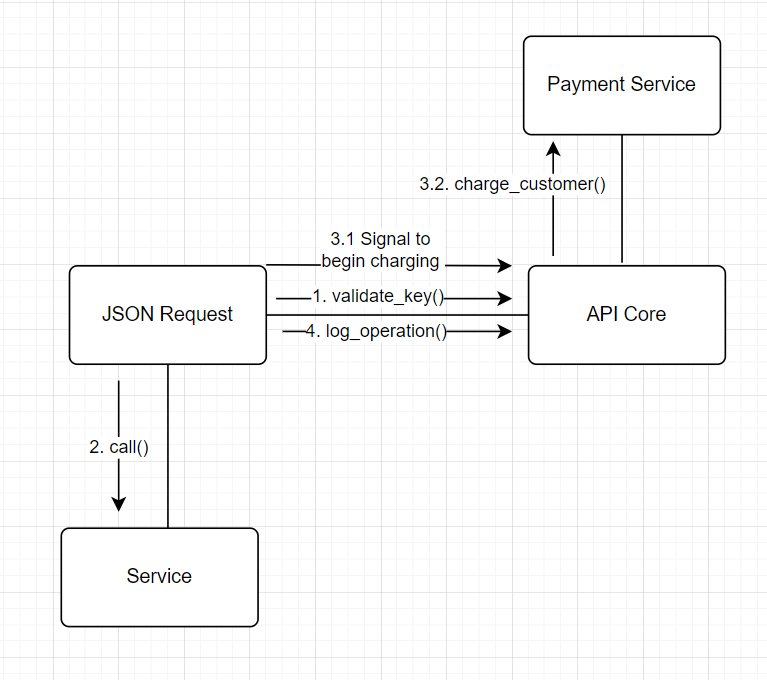 Payment Service
3.2. charge_customer()
3.1 Signal to
begin charging
1. validate_key()
JSON Request
API Core
4. log_operation()
2. call()
Service